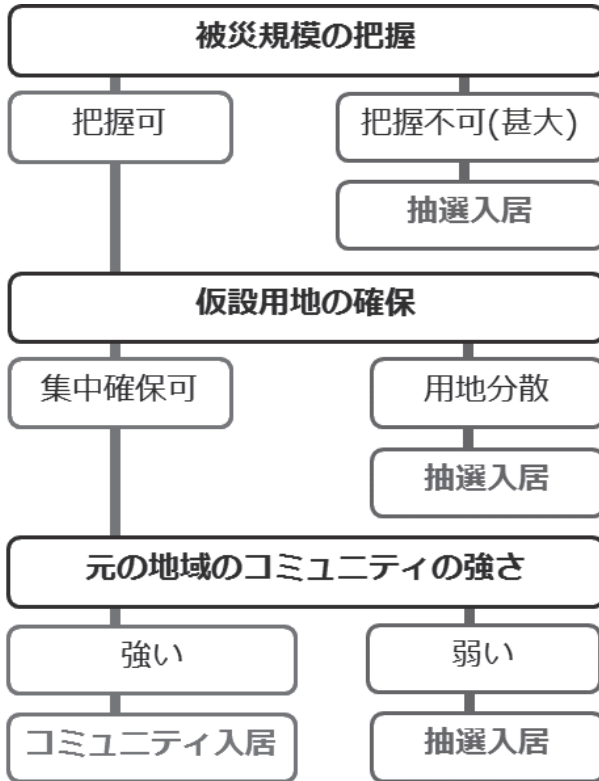 被災規模の把握
把握可
把握不可(甚大)
抽選入居
仮設用地の確保
集中確保可
用地分散
抽選入居
元の地域のコミュニティの強さ
強い
弱い
コミュニティ入居
抽選入居